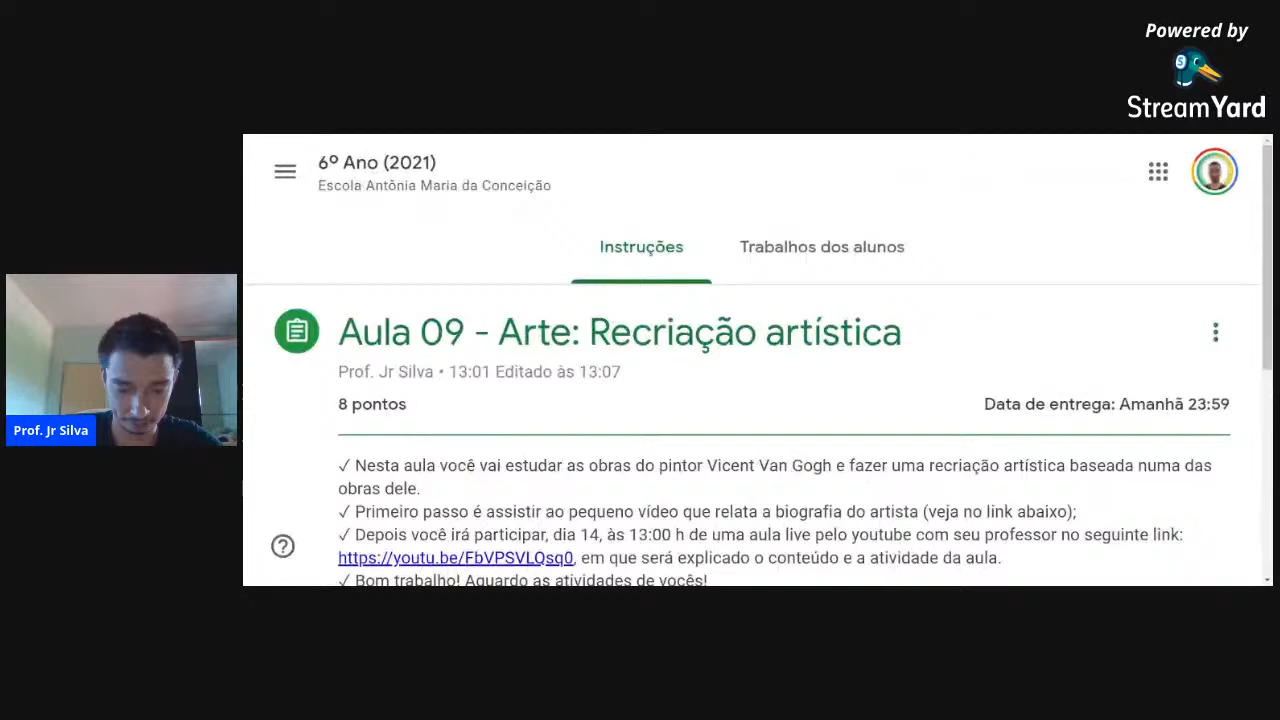 Powered by
StreamYard
6º Ano (2021)
Escola Antônia Maria da Conceição
Instruções
Trabalhos dos alunos
Aula 09 - Arte: Recriação artística
Prof. Jr Silva • 13:01 Editado às 13:07
8 pontos
Data de entrega: Amanhã 23:59
Prof. Jr Silva
✓ Nesta aula você vai estudar as obras do pintor Vicent Van Gogh e fazer uma recriação artística baseada numa das
obras dele.
✓ Primeiro passo é assistir ao pequeno vídeo que relata a biografia do artista (veja no link abaixo);
✓ Depois você irá participar, dia 14, às 13:00 h de uma aula live pelo youtube com seu professor no seguinte link:
https://youtu.be/FbVPSVLQsq0, em que será explicado o conteúdo e a atividade da aula.
✓ Bom trabalho! Aguardo as atividades de vocês!